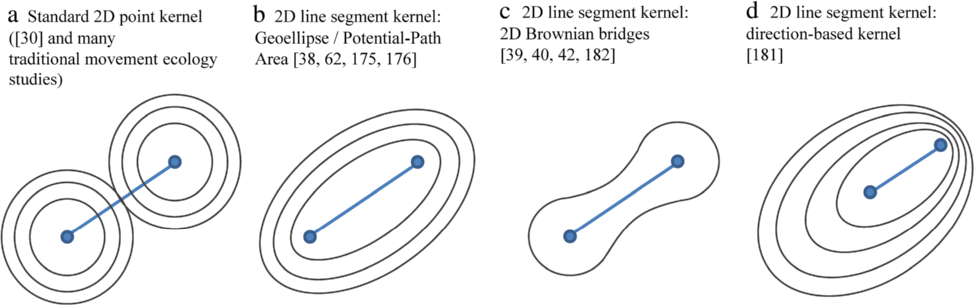 a Standard 2D point kernel
([30] and many
traditional movement ecology
studies)
b 2D line segment kernel:
Geoellipse / Potential-Path
Area [38, 62, 175, 176]
c 2D line segment kernel:
2D Brownian bridges
[39, 40, 42, 182]
d 2D line segment kernel:
direction-based kernel
[181]